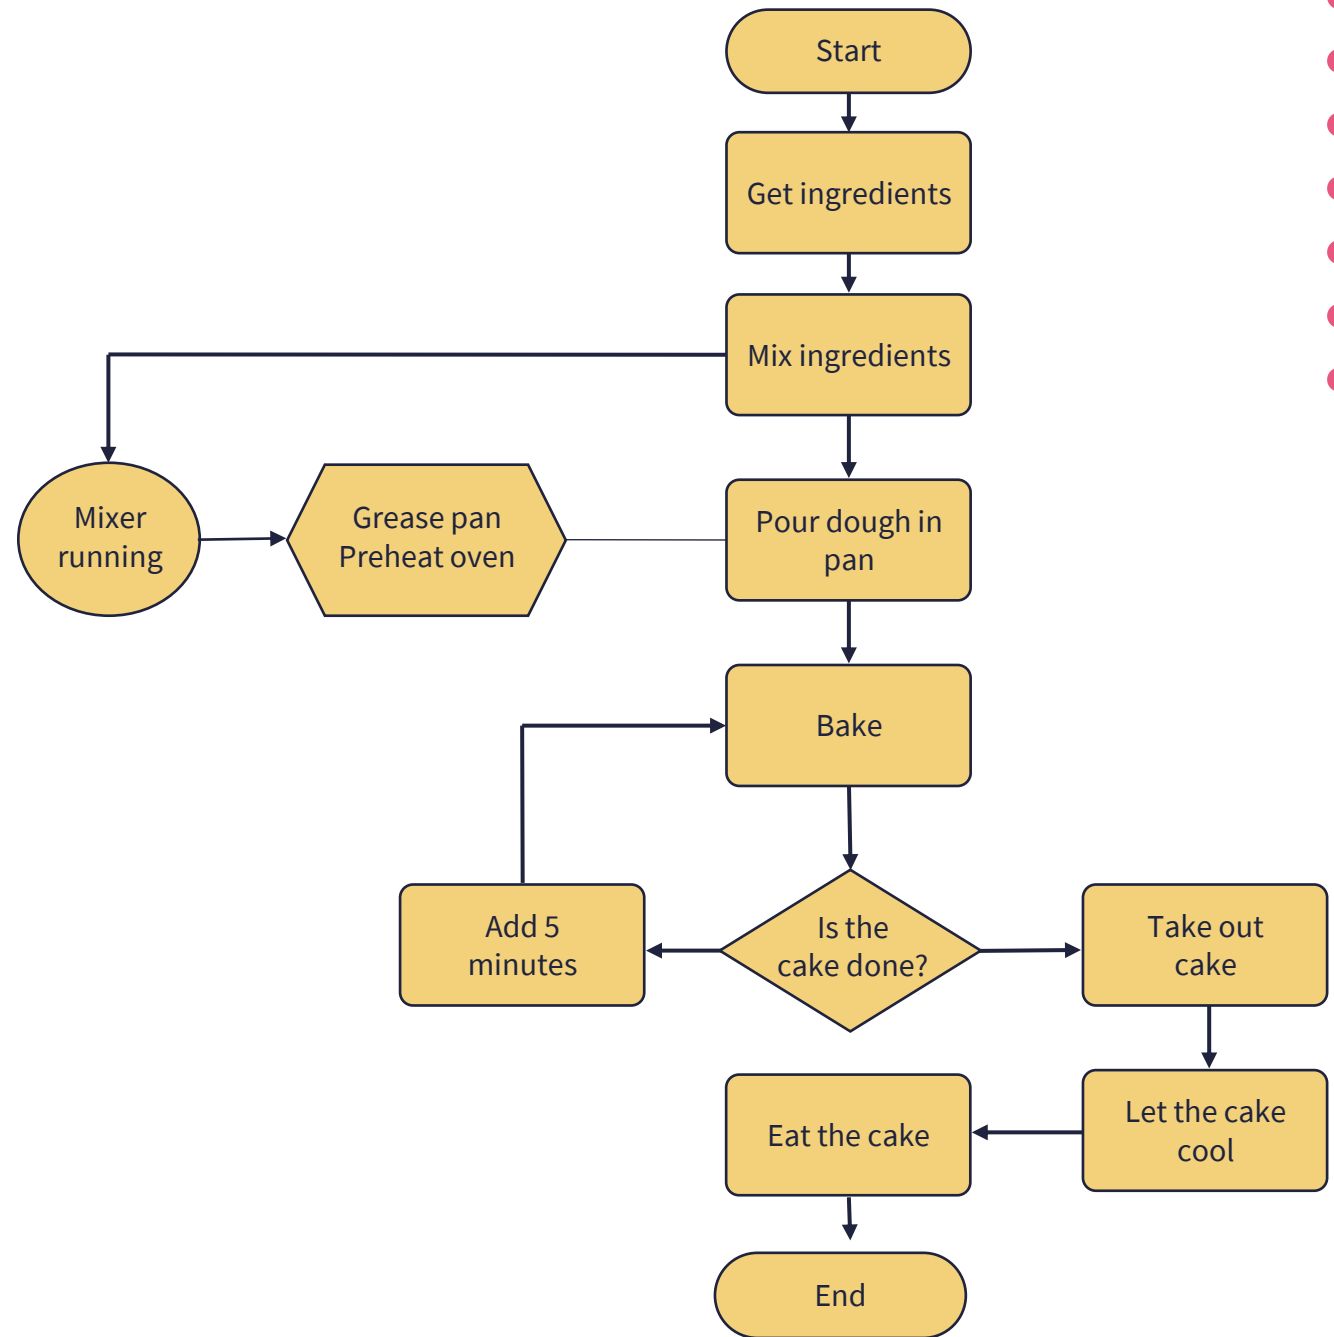 Start
Get ingredients
Mix ingredients
Mixer
running
Grease pan
Preheat oven
Pour dough in
pan
Bake
Add 5
minutes
Is the
cake done?
Take out
cake
Let the cake
cool
Eat the cake
End